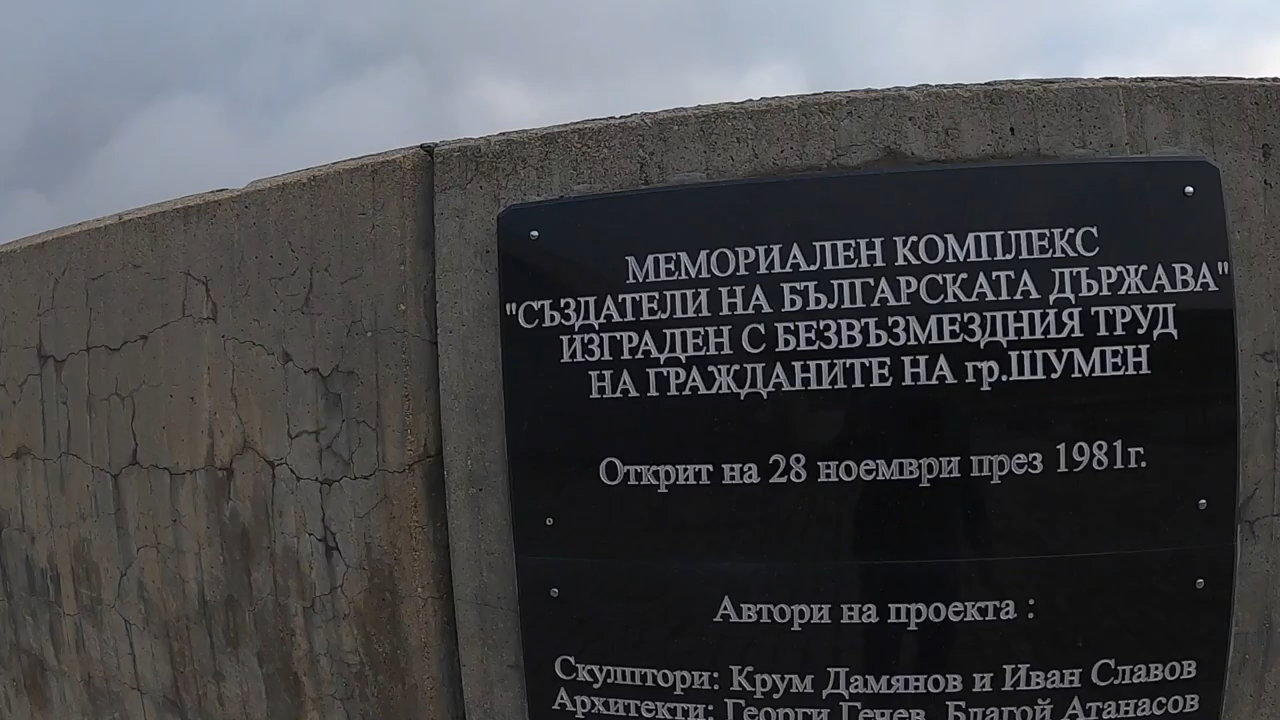 МЕМОРИАЛЕН КОМПЛЕКС
"СЪЗДАТЕЛИ НА БЪЛГАРСКАТА ДЪРЖАВА"
ИЗГРАДЕН С БЕЗВЪЗМЕЗДНИЯ ТРУД
НА ГРАЖДАНИТЕ НА гр.ШУМЕН
Открит на 28 ноември през 1981г.
Автори на проекта :
Скулптори: Крум Дамянов и Иван Славов
Архитекти: Георги Гечев, Благой Атанасов